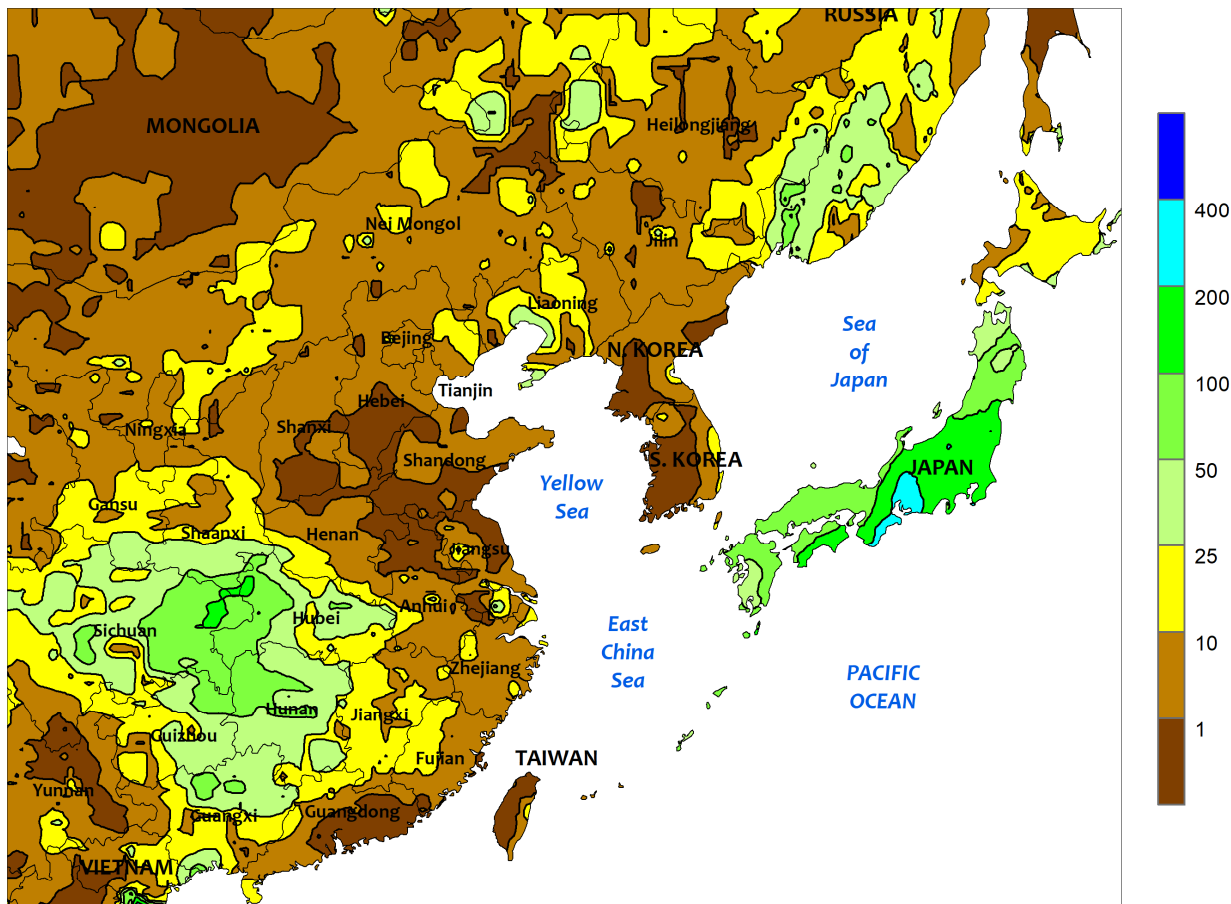 RUSSIA
MONGOLIA
Heilongjiang
Nei Mongol
Jilin
Liaoning
Bejing
N. KOREA
Sea
of
Japan
Tianjin
Hebei
Shanxi
Ningxia
Shandong
S. KOREA
JAPAN
Yellow
Sea
Gansu
Shaanxi
Henan
Jiangsu
Anhui
Hubei
Sichuan
East
China
Sea
Zhejiang
PACIFIC
OCEAN
Hunan
Jiangxi
Guizhou
Fujian
TAIWAN
Yunnan
Guangxi
Guangdong
VIETNAM
400
200
100
50
25
10
1